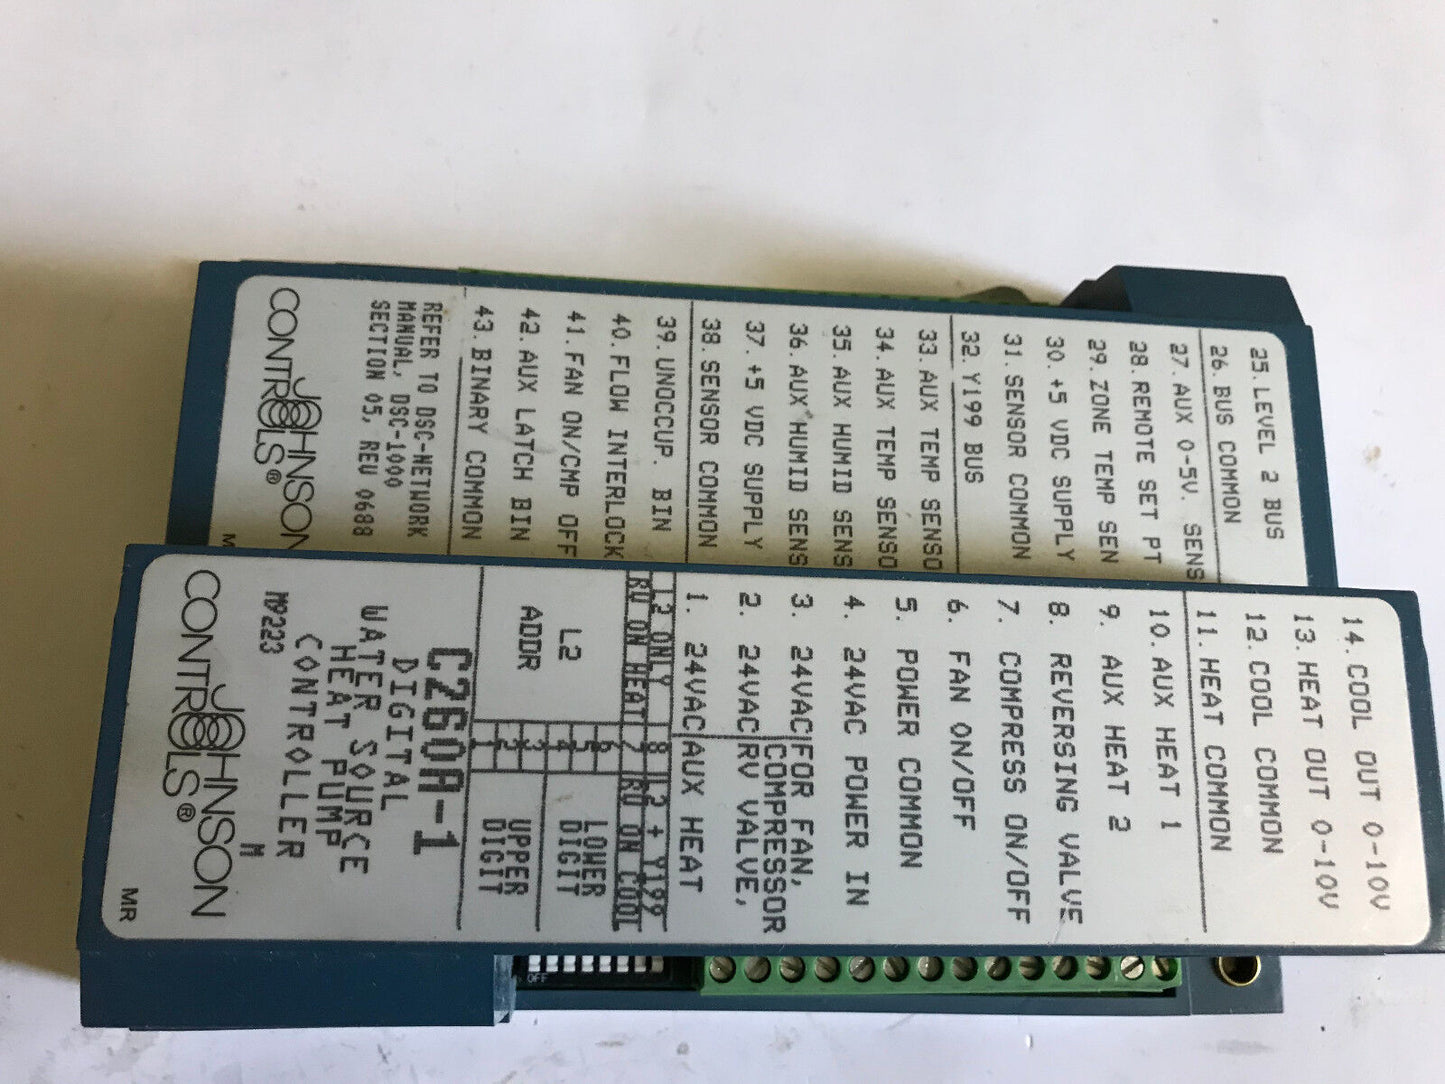 25. LEVEL 2 BUS
26. BUS COMMON
27. AUX 0-5V. SENS
28. REMOTE SET PT
29. ZONE TEMP SEN
30. +5 VDC SUPPLY
31. SENSOR COMMON
32. Y199 BUS
33. AUX TEMP SENSO
34. AUX TEMP SENSO
35. AUX HUMID SENS
36. AUX HUMID SENS
37. +5 VDC SUPPLY
38. SENSOR COMMON
39. UNOCCUP. BIN
40. FLOW INTERLOCK
41. FAN ON/CMP OFF
42. AUX LATCH BIN
43. BINARY COMMON
REFER TO DSC-NETWORK
MANUAL, DSC-1000
SECTION 05, REV 0688
JOHNSON
CONTROLS®
M
14. COOL OUT 0-10V
13. HEAT OUT 0-10V
12. COOL COMMON
11. HEAT COMMON
10. AUX HEAT 1
9. AUX HEAT 2
8. REVERSING VALVE
7. COMPRESS ON/OFF
6. FAN ON/OFF
5. POWER COMMON
4. 24VAC POWER IN
3. 24VAC FOR FAN,
COMPRESSOR
2. 24VAC RV VALVE,
1. 24VAC AUX HEAT
L2 ONLY 8 L2 + Y199
RV ON HEAT 7 RV ON COOL
L2 ADDR
6
5
4
LOWER DIGIT
3
2
1
UPPER DIGIT
C260A-1
DIGITAL
WATER SOURCE
HEAT PUMP
CONTROLLER
MP223
M
JOHNSON
CONTROLS®
MR
OFF